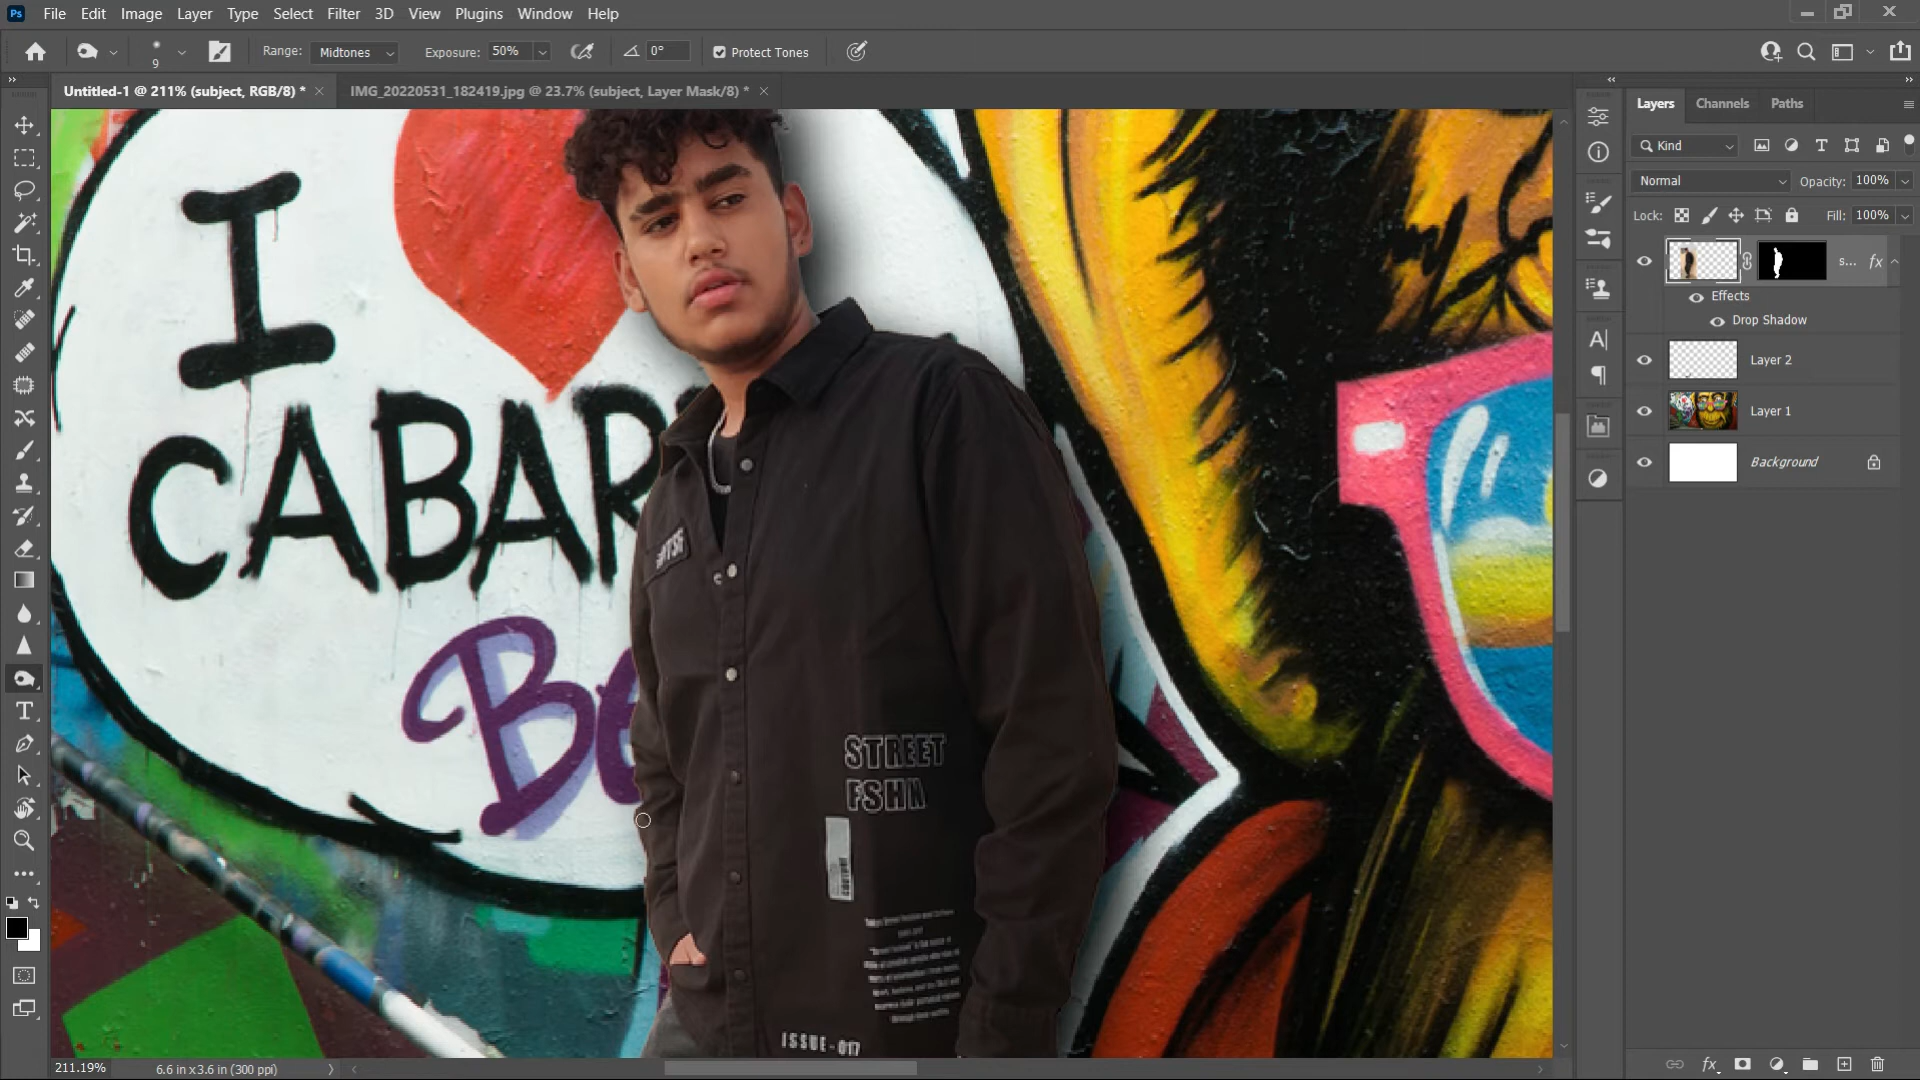 File Edit Image Layer Type Select Filter 3D View Plugins Window Help
9 Range: Midtones Exposure: 50% 0° Protect Tones
Untitled-1 @ 211% (subject, RGB/8) * IMG_20220531_182419.jpg @ 23.7% (subject, Layer Mask/8) *
Layers Channels Paths
Kind
Normal Opacity: 100%
Lock: Fill: 100%
s... fx
Effects
Drop Shadow
Layer 2
Layer 1
Background
I
CABAR
Be
STREET
FSHN
ISSUE-017
211.19% 6.6 in x 3.6 in (300 ppi)
fx